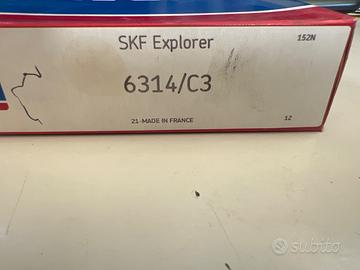 SKF Explorer
152N
6314/C3
21-MADE IN FRANCE
12
subito